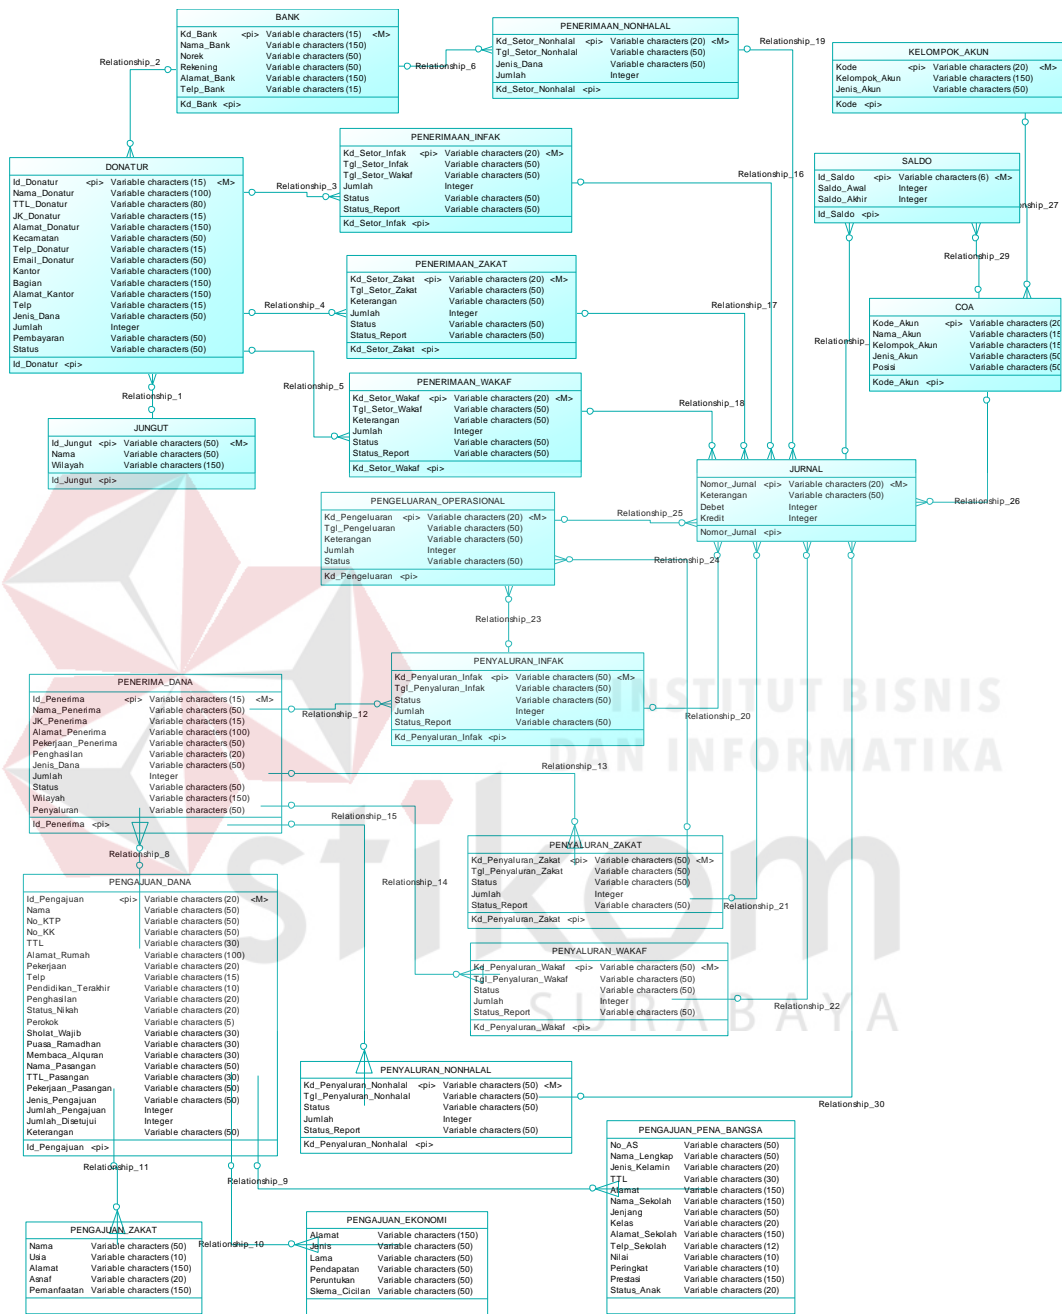 BANK
Kd_Bank <pi> Variable characters (15) <M>
Nama_Bank Variable characters (150)
Norek Variable characters (50)
Rekening Variable characters (50)
Alamat_Bank Variable characters (150)
Telp_Bank Variable characters (15)
Kd_Bank <pi>
PENERIMAAN_NONHALAL
Kd_Setor_Nonhalal <pi> Variable characters (20) <M>
Tgl_Setor_Nonhalal Variable characters (50)
Jenis_Dana Variable characters (50)
Jumlah Integer
Kd_Setor_Nonhalal <pi>
KELOMPOK_AKUN
Kode <pi> Variable characters (20) <M>
Kelompok_Akun Variable characters (150)
Jenis_Akun Variable characters (50)
Kode <pi>
Relationship_2
Relationship_6
Relationship_19
DONATUR
Id_Donatur <pi> Variable characters (15) <M>
Nama_Donatur Variable characters (100)
TTL_Donatur Variable characters (80)
JK_Donatur Variable characters (15)
Alamat_Donatur Variable characters (150)
Kecamatan Variable characters (50)
Telp_Donatur Variable characters (15)
Email_Donatur Variable characters (50)
Kantor Variable characters (100)
Bagian Variable characters (150)
Alamat_Kantor Variable characters (150)
Telp Variable characters (15)
Jenis_Dana Variable characters (50)
Jumlah Integer
Pembayaran Variable characters (50)
Status Variable characters (50)
Id_Donatur <pi>
PENERIMAAN_INFAK
Kd_Setor_Infak <pi> Variable characters (20) <M>
Tgl_Setor_Infak Variable characters (50)
Tgl_Setor_Wakaf Variable characters (50)
Jumlah Integer
Status Variable characters (50)
Status_Report Variable characters (50)
Kd_Setor_Infak <pi>
SALDO
Id_Saldo <pi> Variable characters (6) <M>
Saldo_Awal Integer
Saldo_Akhir Integer
Id_Saldo <pi>
Relationship_3
Relationship_16
onship_27
Relationship_29
PENERIMAAN_ZAKAT
Kd_Setor_Zakat <pi> Variable characters (20) <M>
Tgl_Setor_Zakat Variable characters (50)
Keterangan Variable characters (50)
Jumlah Integer
Status Variable characters (50)
Status_Report Variable characters (50)
Kd_Setor_Zakat <pi>
COA
Kode_Akun <pi> Variable characters (20
Nama_Akun Variable characters (15
Kelompok_Akun Variable characters (15
Jenis_Akun Variable characters (50
Posisi Variable characters (50
Kode_Akun <pi>
Relationship_4
Relationship_17
Relationship_
PENERIMAAN_WAKAF
Kd_Setor_Wakaf <pi> Variable characters (20) <M>
Tgl_Setor_Wakaf Variable characters (50)
Keterangan Variable characters (50)
Jumlah Integer
Status Variable characters (50)
Status_Report Variable characters (50)
Kd_Setor_Wakaf <pi>
Relationship_5
Relationship_1
Relationship_18
JUNGUT
Id_Jungut <pi> Variable characters (50) <M>
Nama Variable characters (50)
Wilayah Variable characters (150)
Id_Jungut <pi>
JURNAL
Nomor_Jurnal <pi> Variable characters (20) <M>
Keterangan Variable characters (50)
Debet Integer
Kredit Integer
Nomor_Jurnal <pi>
PENGELUARAN_OPERASIONAL
Kd_Pengeluaran <pi> Variable characters (20) <M>
Tgl_Pengeluaran Variable characters (50)
Keterangan Variable characters (50)
Jumlah Integer
Status Variable characters (50)
Kd_Pengeluaran <pi>
Relationship_25
Relationship_26
Relationship_24
Relationship_23
PENYALURAN_INFAK
Kd_Penyaluran_Infak <pi> Variable characters (50) <M>
Tgl_Penyaluran_Infak Variable characters (50)
Status Variable characters (50)
Jumlah Integer
Status_Report Variable characters (50)
Kd_Penyaluran_Infak <pi>
PENERIMA_DANA
Id_Penerima <pi> Variable characters (15) <M>
Nama_Penerima Variable characters (50)
JK_Penerima Variable characters (15)
Alamat_Penerima Variable characters (100)
Pekerjaan_Penerima Variable characters (50)
Penghasilan Variable characters (20)
Jenis_Dana Variable characters (50)
Jumlah Integer
Status Variable characters (50)
Wilayah Variable characters (150)
Penyaluran Variable characters (50)
Id_Penerima <pi>
INSTITUT BISNIS
DAN INFORMATIKA
stikom
SURABAYA
Relationship_12
Relationship_20
Relationship_13
Relationship_15
Relationship_8
Relationship_14
PENYALURAN_ZAKAT
Kd_Penyaluran_Zakat <pi> Variable characters (50) <M>
Tgl_Penyaluran_Zakat Variable characters (50)
Status Variable characters (50)
Jumlah Integer
Status_Report Variable characters (50)
Kd_Penyaluran_Zakat <pi>
Relationship_21
PENGAJUAN_DANA
Id_Pengajuan <pi> Variable characters (20) <M>
Nama Variable characters (50)
No_KTP Variable characters (50)
No_KK Variable characters (50)
TTL Variable characters (30)
Alamat_Rumah Variable characters (100)
Pekerjaan Variable characters (20)
Telp Variable characters (15)
Pendidikan_Terakhir Variable characters (10)
Penghasilan Variable characters (20)
Status_Nikah Variable characters (20)
Perokok Variable characters (5)
Sholat_Wajib Variable characters (30)
Puasa_Ramadhan Variable characters (30)
Membaca_Alquran Variable characters (30)
Nama_Pasangan Variable characters (50)
TTL_Pasangan Variable characters (30)
Pekerjaan_Pasangan Variable characters (50)
Jenis_Pengajuan Variable characters (50)
Jumlah_Pengajuan Integer
Jumlah_Disetujui Integer
Keterangan Variable characters (50)
Id_Pengajuan <pi>
PENYALURAN_WAKAF
Kd_Penyaluran_Wakaf <pi> Variable characters (50) <M>
Tgl_Penyaluran_Wakaf Variable characters (50)
Status Variable characters (50)
Jumlah Integer
Status_Report Variable characters (50)
Kd_Penyaluran_Wakaf <pi>
Relationship_22
PENYALURAN_NONHALAL
Kd_Penyaluran_Nonhalal <pi> Variable characters (50) <M>
Tgl_Penyaluran_Nonhalal Variable characters (50)
Status Variable characters (50)
Jumlah Integer
Status_Report Variable characters (50)
Kd_Penyaluran_Nonhalal <pi>
Relationship_30
Relationship_11
Relationship_9
Relationship_10
PENGAJUAN_PENA_BANGSA
No_AS Variable characters (50)
Nama_Lengkap Variable characters (50)
Jenis_Kelamin Variable characters (20)
TTL Variable characters (30)
Alamat Variable characters (150)
Nama_Sekolah Variable characters (150)
Jenjang Variable characters (50)
Kelas Variable characters (20)
Alamat_Sekolah Variable characters (150)
Telp_Sekolah Variable characters (12)
Nilai Variable characters (10)
Peringkat Variable characters (10)
Prestasi Variable characters (150)
Status_Anak Variable characters (20)
PENGAJUAN_ZAKAT
Nama Variable characters (50)
Usia Variable characters (10)
Alamat Variable characters (150)
Asnaf Variable characters (20)
Pemanfaatan Variable characters (150)
PENGAJUAN_EKONOMI
Alamat Variable characters (150)
Jenis Variable characters (50)
Lama Variable characters (50)
Pendapatan Variable characters (50)
Peruntukan Variable characters (50)
Skema_Cicilan Variable characters (50)